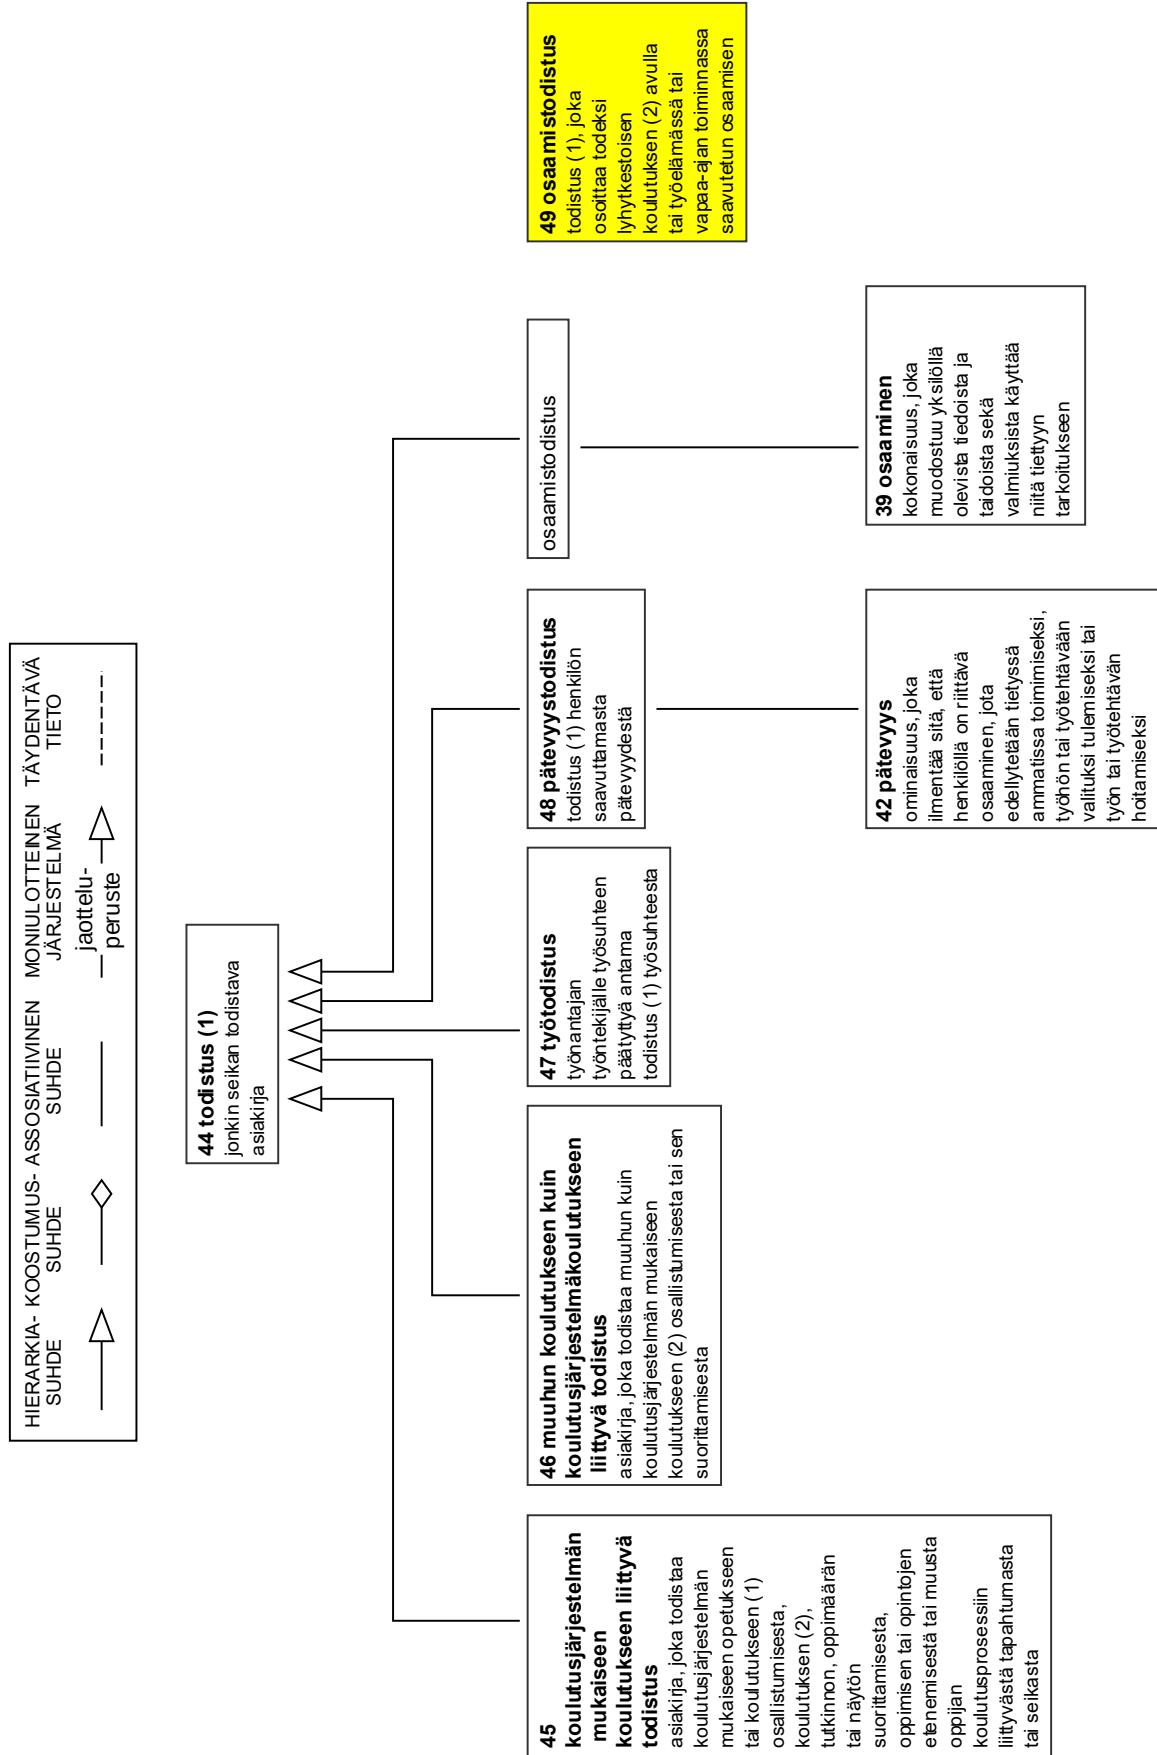 HIERARKIA-
SUHDE
KOOSTUMUS-
SUHDE
ASSOSIATIIVINEN
SUHDE
MONIULOTTEINEN
JÄRJESTELMÄ
jaottelu-
peruste
TÄYDENTÄVÄ
TIETO
44 todistus (1)
jonkin seikan todistava
asiakirja
45
koulutusjärjestelmän
mukaiseen
koulutukseen liittyvä
todistus
asiakirja, joka todistaa
koulutusjärjestelmän
mukaiseen opetukseen
tai koulutukseen (1)
osallistumisesta,
koulutuksen (2),
tutkinnon, oppimäärän
tai näytön
suorittamisesta,
oppimisen tai opintojen
etenemisestä tai muusta
oppijan
koulutusprosessiin
liittyvästä tapahtumasta
tai seikasta
46 muuhun koulutukseen kuin
koulutusjärjestelmäkoulutukseen
liittyvä todistus
asiakirja, joka todistaa muuhun kuin
koulutusjärjestelmän mukaiseen
koulutukseen (2) osallistumisesta tai sen
suorittamisesta
47 työtodistus
työnantajan
työntekijälle työsuhteen
päätyttyä antama
todistus (1) työsuhteesta
48 pätevyystodistus
todistus (1) henkilön
saavuttamasta
pätevyydestä
osaamistodistus
49 osaamistodistus
todistus (1), joka
osoittaa todeksi
lyhytkestoisen
koulutuksen (2) avulla
tai työelämässä tai
vapaa-ajan toiminnassa
saavutetun osaamisen
42 pätevyys
ominaisuus, joka
ilmentää sitä, että
henkilöllä on riittävä
osaaminen, jota
edellytetään tietyssä
ammatissa toimimiseksi,
työhön tai työtehtävään
valituksi tulemiseksi tai
työn tai työtehtävän
hoitamiseksi
39 osaaminen
kokonaisuus, joka
muodostuu yksilöllä
olevista tiedoista ja
taidoista sekä
valmiuksista käyttää
niitä tiettyyn
tarkoitukseen